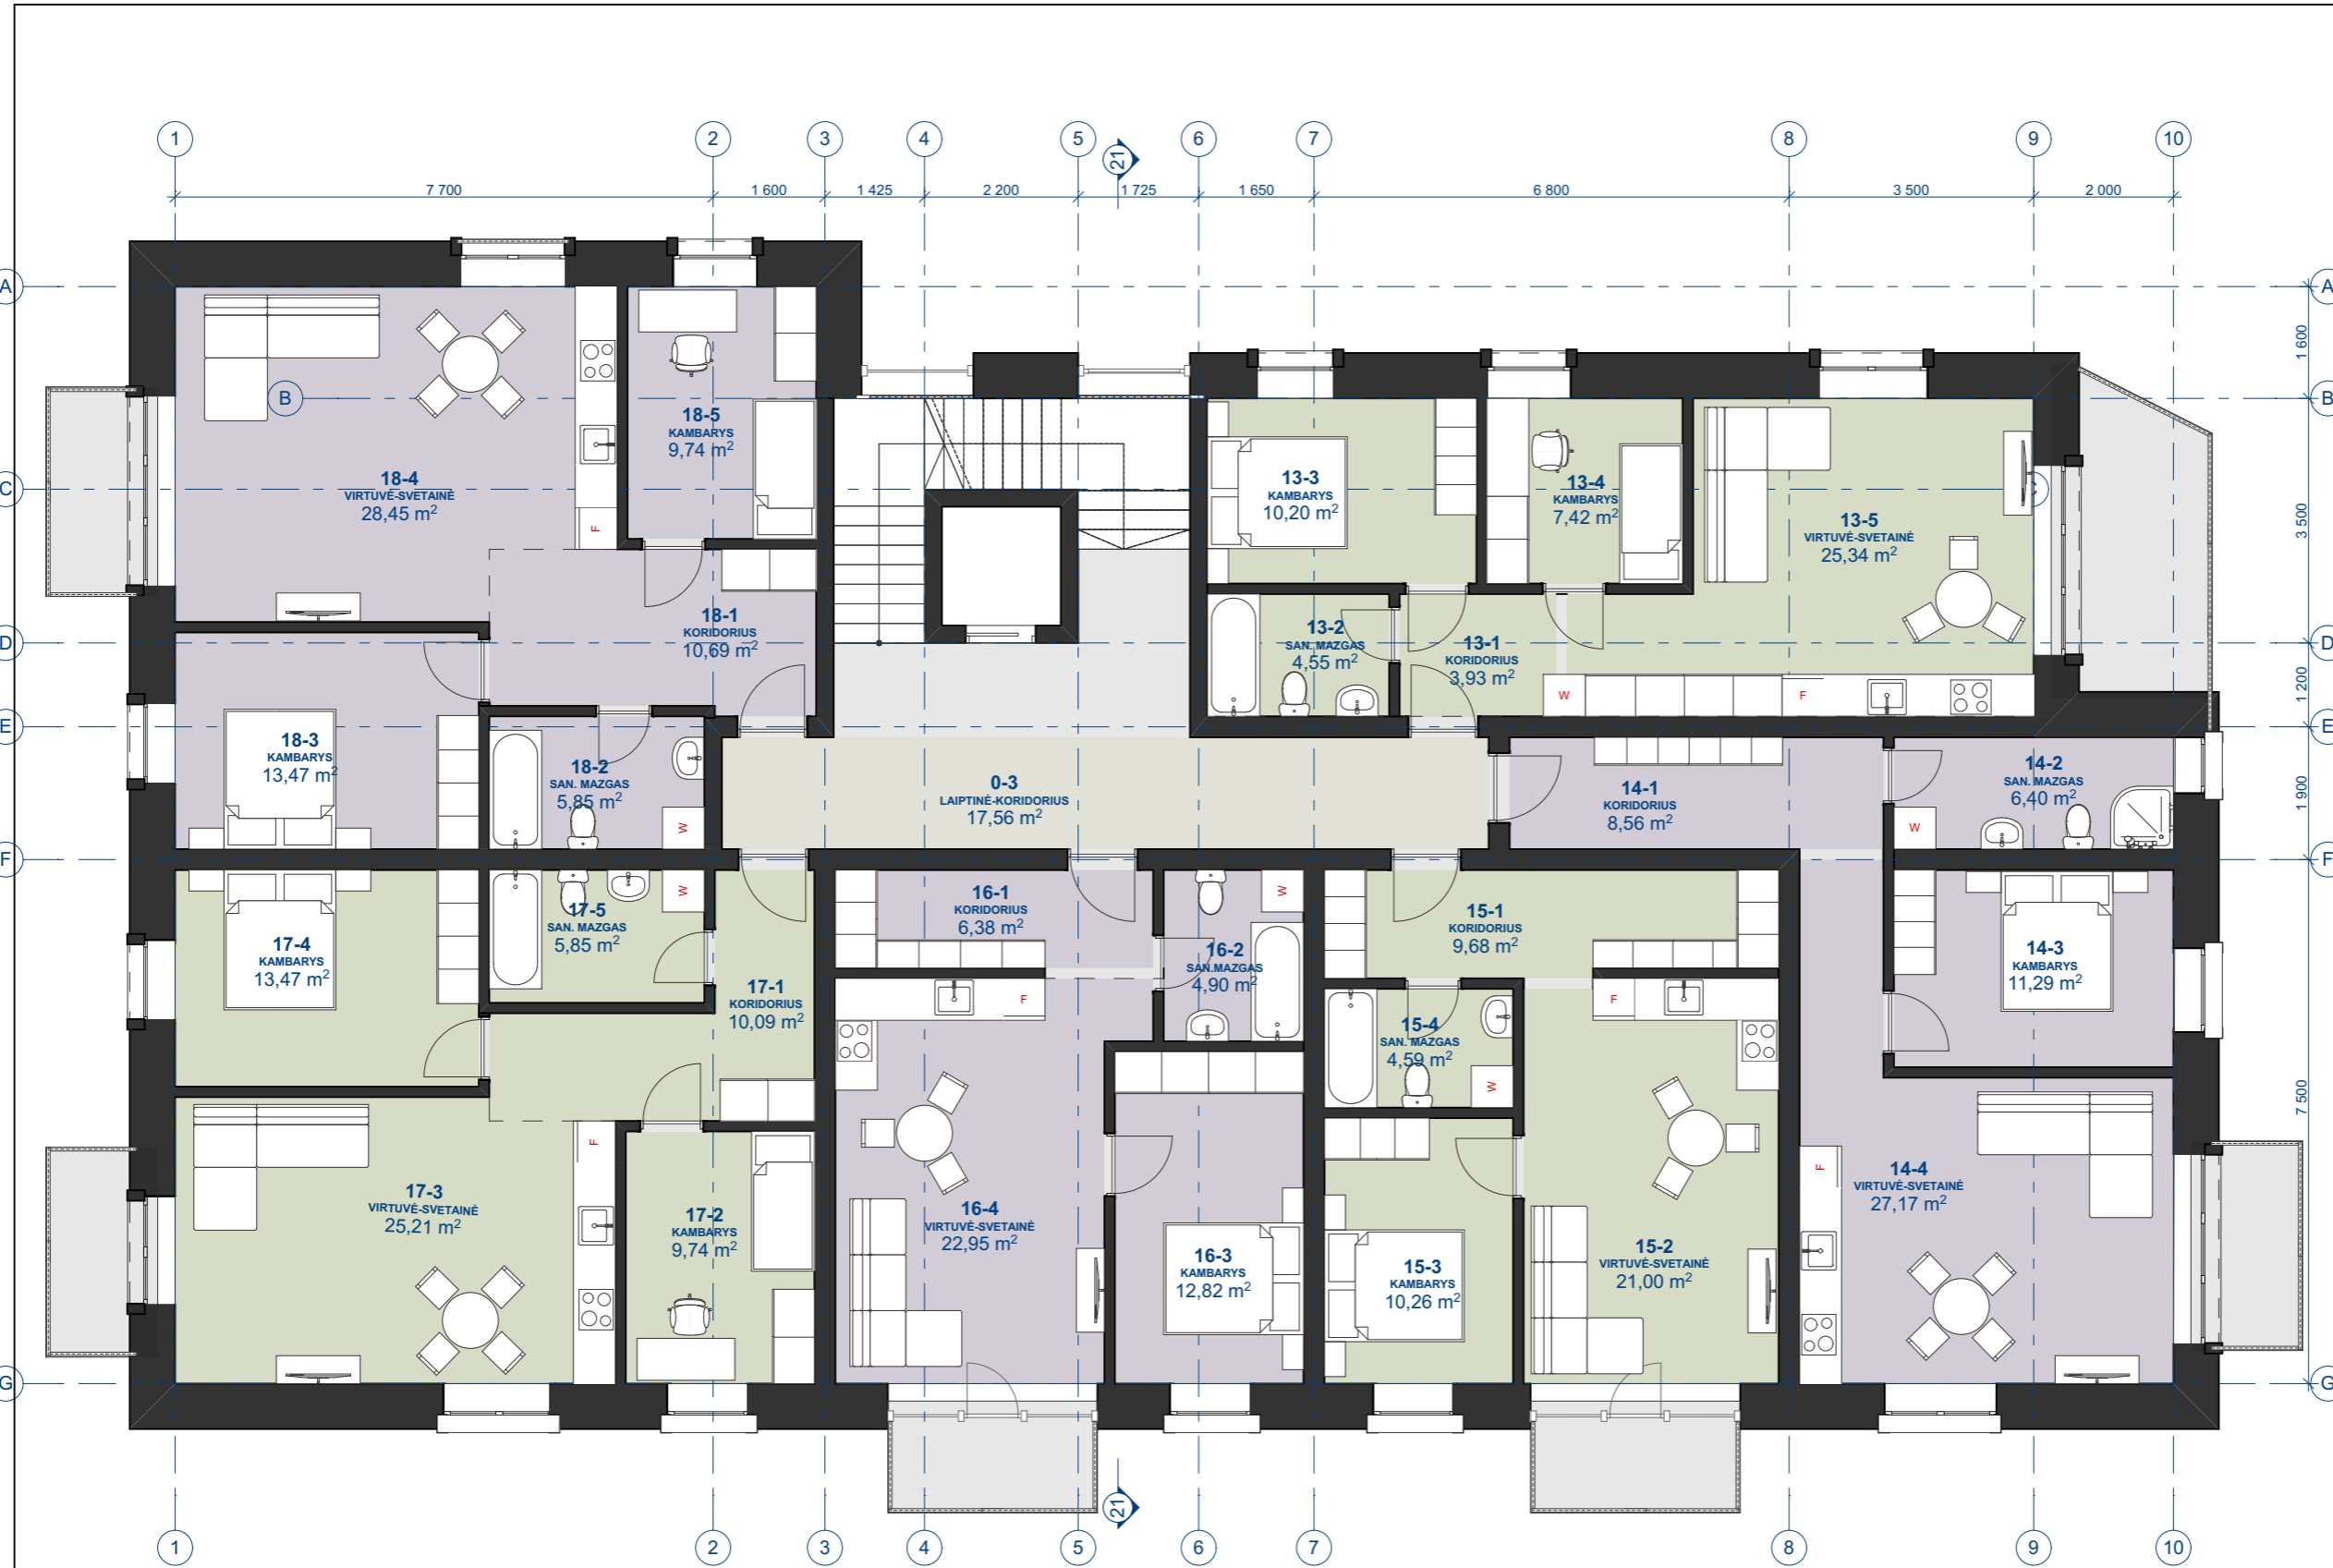 1 2 3 4 5 6 7 8 9 10
21
7 700 1 600 1 425 2 200 1 725 1 650 6 800 3 500 2 000
A A
B B
B
C
C
D D
E E
F F
G G
1 600
3 500
1 200
1 900
7 500
18-4
VIRTUVĖ-SVETAINĖ
28,45 m²
F
18-5
KAMBARYS
9,74 m²
18-1
KORIDORIUS
10,69 m²
18-3
KAMBARYS
13,47 m²
18-2
SAN. MAZGAS
5,85 m²
W
13-3
KAMBARYS
10,20 m²
13-4
KAMBARYS
7,42 m²
13-5
VIRTUVĖ-SVETAINĖ
25,34 m²
13-2
SAN. MAZGAS
4,55 m²
13-1
KORIDORIUS
3,93 m²
W
F
0-3
LAIPTINĖ-KORIDORIUS
17,56 m²
14-1
KORIDORIUS
8,56 m²
14-2
SAN. MAZGAS
6,40 m²
W
17-4
KAMBARYS
13,47 m²
17-5
SAN. MAZGAS
5,85 m²
W
17-1
KORIDORIUS
10,09 m²
16-1
KORIDORIUS
6,38 m²
F
16-2
SAN.MAZGAS
4,90 m²
W
15-1
KORIDORIUS
9,68 m²
15-4
SAN. MAZGAS
4,59 m²
W
F
14-3
KAMBARYS
11,29 m²
17-3
VIRTUVĖ-SVETAINĖ
25,21 m²
F
17-2
KAMBARYS
9,74 m²
16-4
VIRTUVĖ-SVETAINĖ
22,95 m²
16-3
KAMBARYS
12,82 m²
15-3
KAMBARYS
10,26 m²
15-2
VIRTUVĖ-SVETAINĖ
21,00 m²
F
14-4
VIRTUVĖ-SVETAINĖ
27,17 m²
21
1 2 3 4 5 6 7 8 9 10